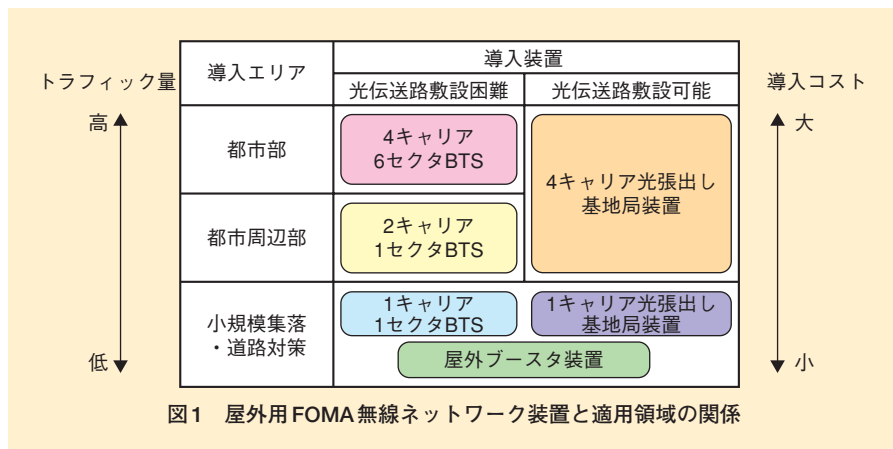 トラフィック量
高
低
導入エリア
導入装置
光伝送路敷設困難
光伝送路敷設可能
都市部
4キャリア
6セクタBTS
4キャリア光張出し
基地局装置
都市周辺部
2キャリア
1セクタBTS
小規模集落
・道路対策
1キャリア
1セクタBTS
1キャリア光張出し
基地局装置
屋外ブースタ装置
導入コスト
大
小
図1 屋外用FOMA無線ネットワーク装置と適用領域の関係